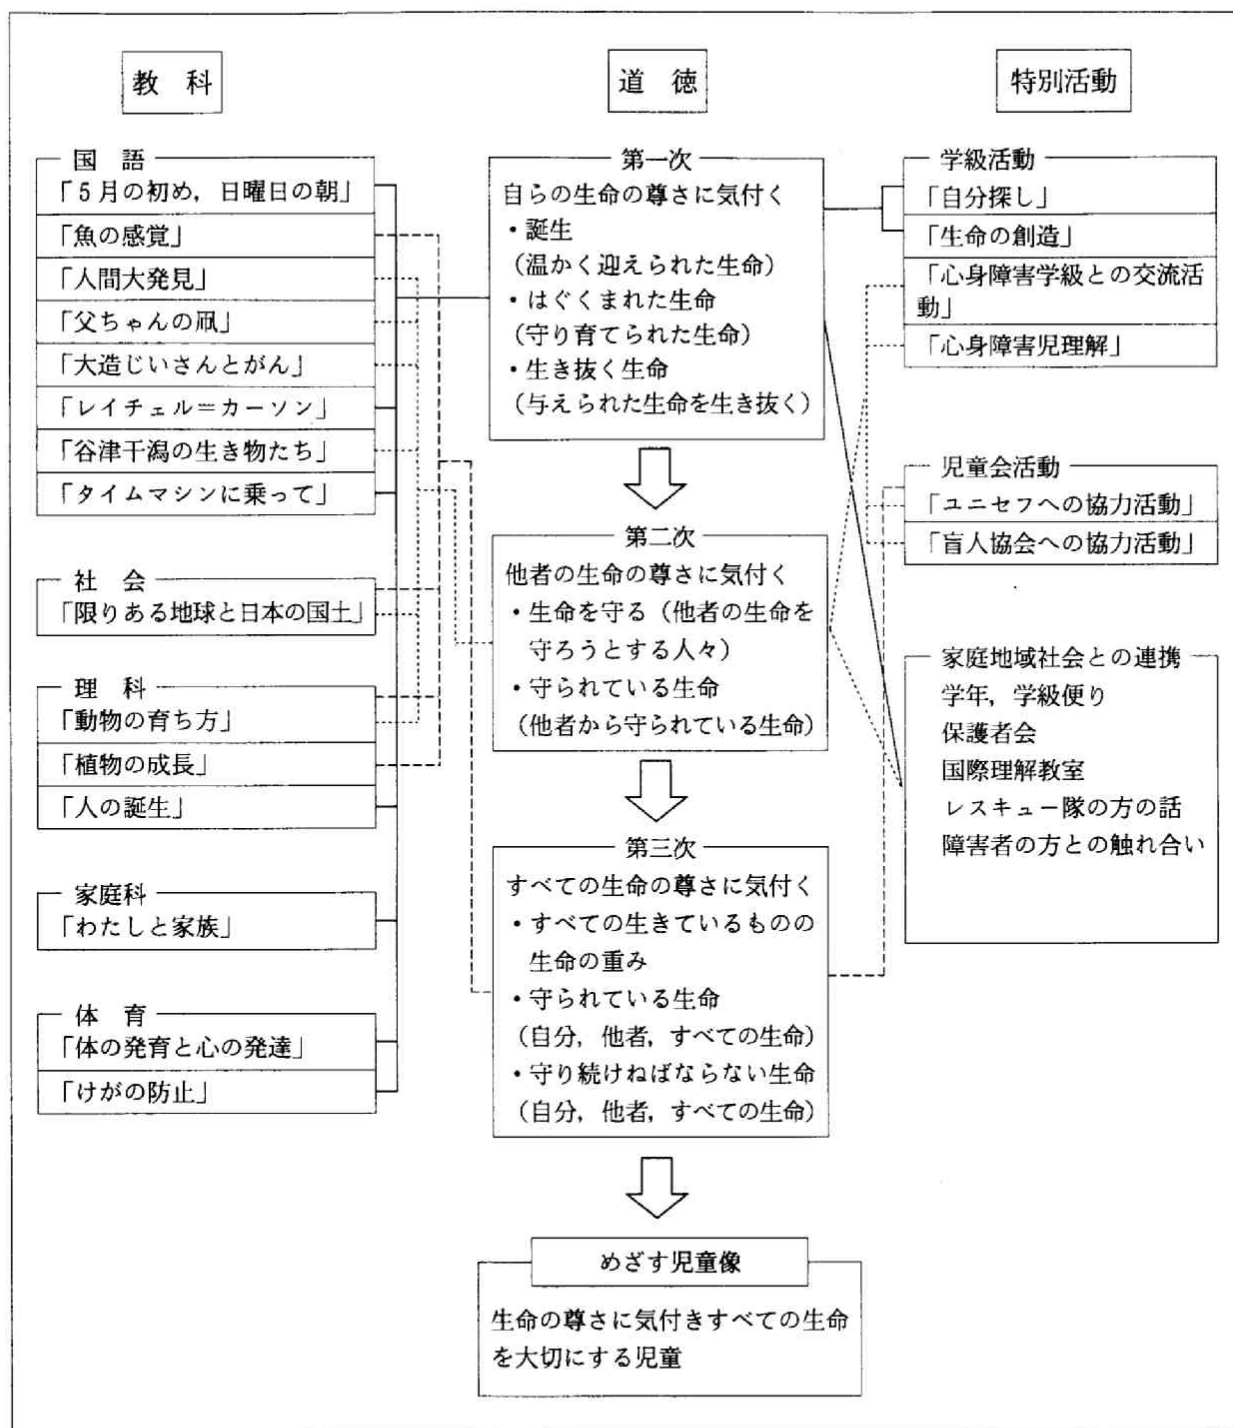 教　科
国　語
「５月の初め，日曜日の朝」
「魚の感覚」
「人間大発見」
「父ちゃんの凧」
「大造じいさんとがん」
「レイチェル＝カーソン」
「谷津干潟の生き物たち」
「タイムマシンに乗って」
社　会
「限りある地球と日本の国土」
理　科
「動物の育ち方」
「植物の成長」
「人の誕生」
家庭科
「わたしと家族」
体　育
「体の発育と心の発達」
「けがの防止」
道　徳
第一次
自らの生命の尊さに気付く
・誕生
（温かく迎えられた生命）
・はぐくまれた生命
（守り育てられた生命）
・生き抜く生命
（与えられた生命を生き抜く）
第二次
他者の生命の尊さに気付く
・生命を守る（他者の生命を
守ろうとする人々）
・守られている生命
（他者から守られている生命）
第三次
すべての生命の尊さに気付く
・すべての生きているものの
生命の重み
・守られている生命
（自分，他者，すべての生命）
・守り続けねばならない生命
（自分，他者，すべての生命）
めざす児童像
生命の尊さに気付きすべての生命
を大切にする児童
特別活動
学級活動
「自分探し」
「生命の創造」
「心身障害学級との交流活
動」
「心身障害児理解」
児童会活動
「ユニセフへの協力活動」
「盲人協会への協力活動」
家庭地域社会との連携
学年，学級便り
保護者会
国際理解教室
レスキュー隊の方の話
障害者の方との触れ合い